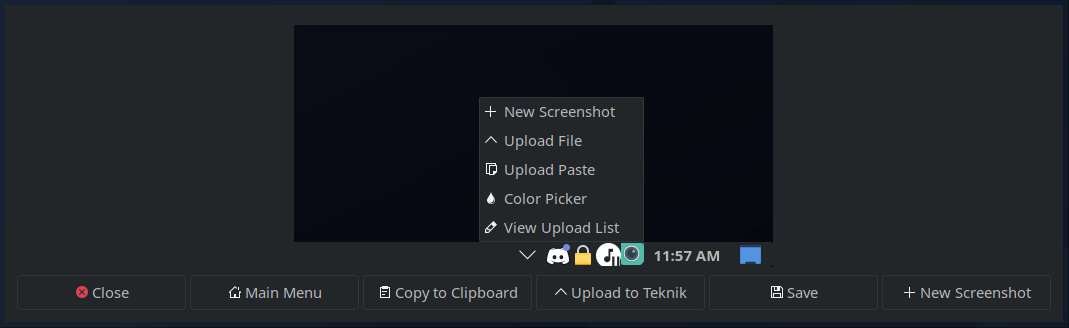 New Screenshot
Upload File
Upload Paste
Color Picker
View Upload List
11:57 AM
Close
Main Menu
Copy to Clipboard
Upload to Teknik
Save
New Screenshot